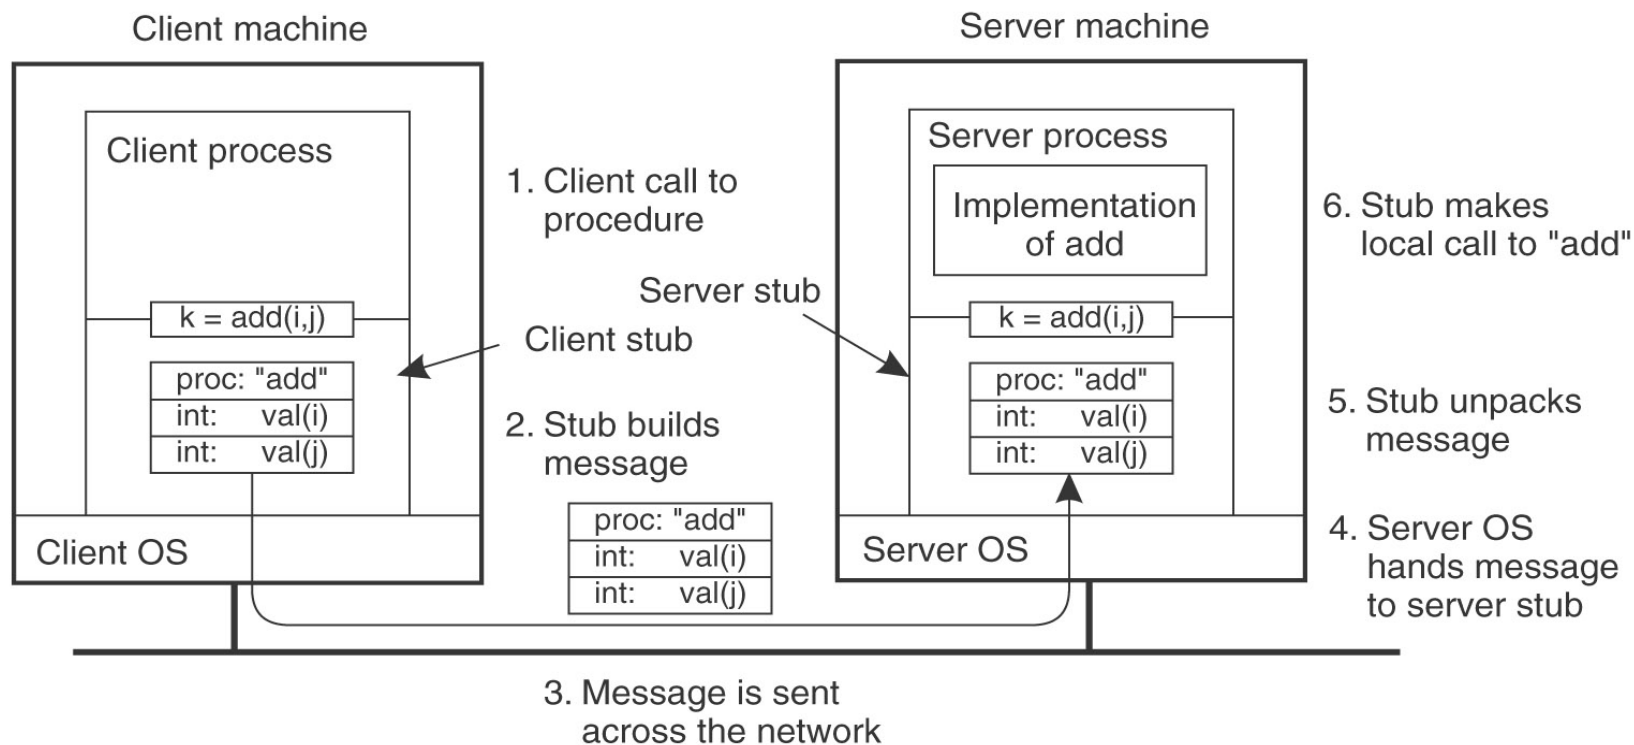 Client machine
Server machine
Client process
Server process
1. Client call to
procedure
Implementation
of add
6. Stub makes
local call to "add"
Server stub
k = add(i,j)
k = add(i,j)
Client stub
proc: "add"
int: val(i)
int: val(j)
proc: "add"
int: val(i)
int: val(j)
2. Stub builds
message
5. Stub unpacks
message
proc: "add"
int: val(i)
int: val(j)
Client OS
Server OS
4. Server OS
hands message
to server stub
3. Message is sent
across the network